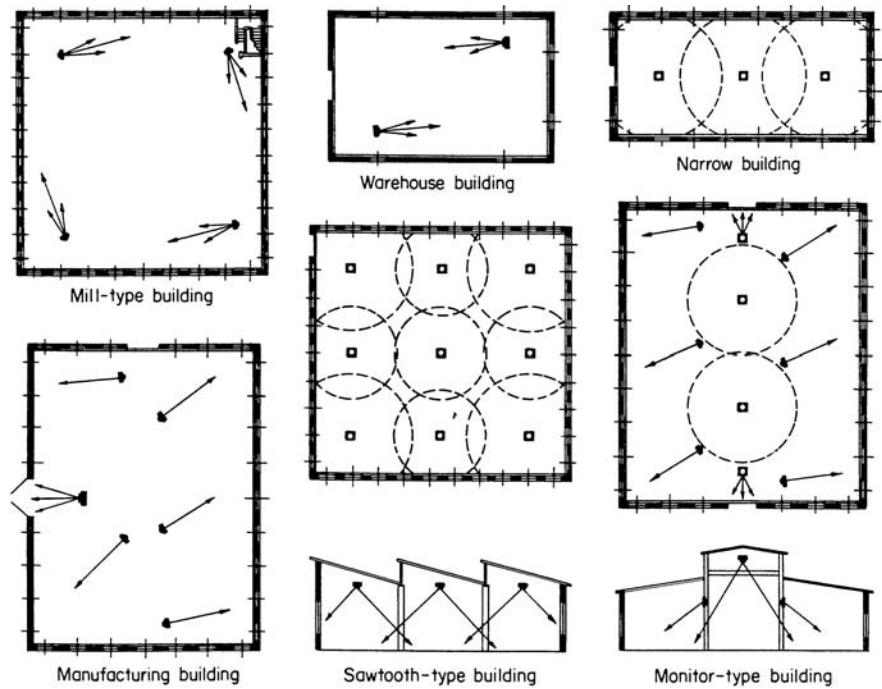 Warehouse building
Narrow building
Mill-type building
Manufacturing building
Sawtooth-type building
Monitor-type building